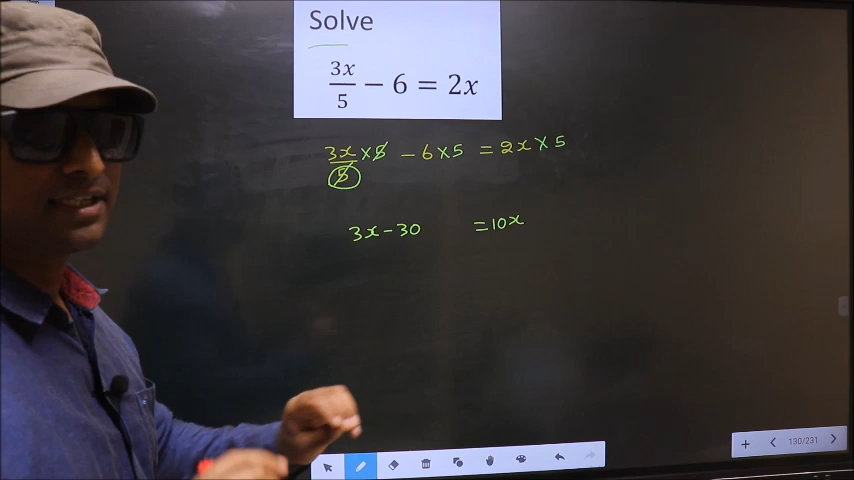 Solve
3x/5 − 6 = 2x
3x/5 × 5 − 6 × 5 = 2x × 5
3x − 30 = 10x
130/231